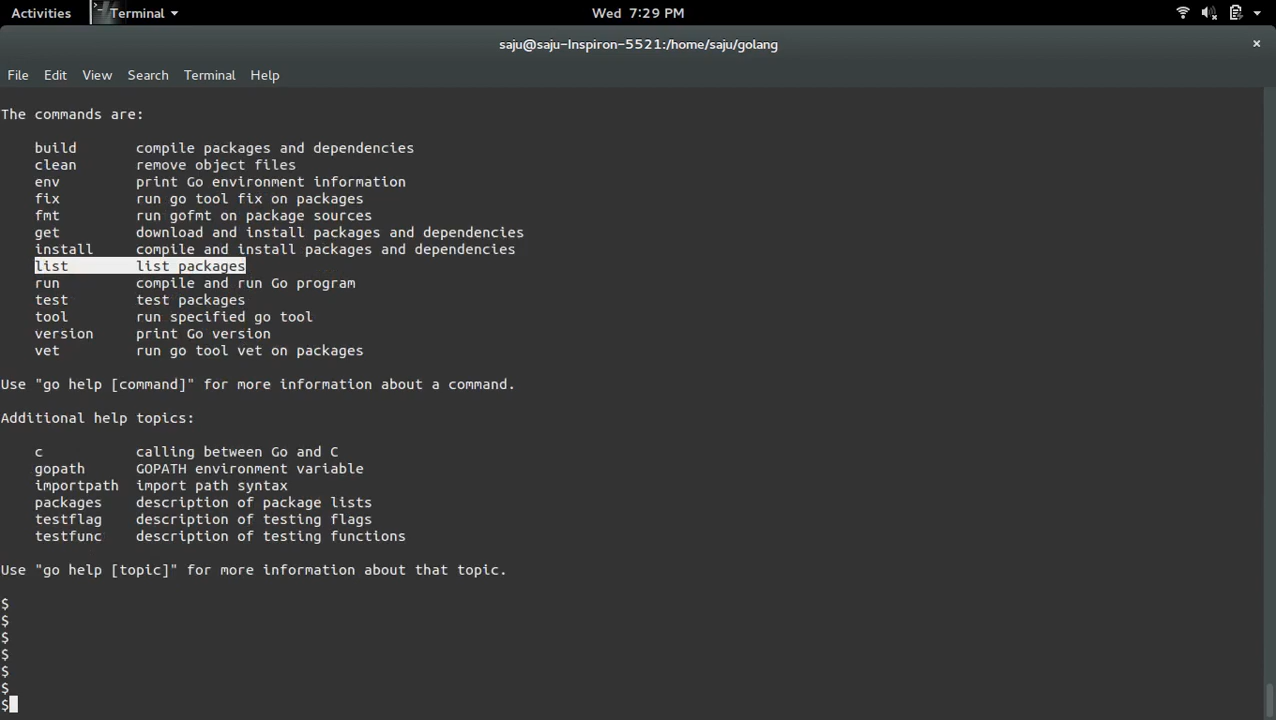 Activities Terminal Wed 7:29 PM
saju@saju-Inspiron-5521:/home/saju/golang ×
File Edit View Search Terminal Help
The commands are:
build compile packages and dependencies
clean remove object files
env print Go environment information
fix run go tool fix on packages
fmt run gofmt on package sources
get download and install packages and dependencies
install compile and install packages and dependencies
list list packages
run compile and run Go program
test test packages
tool run specified go tool
version print Go version
vet run go tool vet on packages
Use "go help [command]" for more information about a command.
Additional help topics:
c calling between Go and C
gopath GOPATH environment variable
importpath import path syntax
packages description of package lists
testflag description of testing flags
testfunc description of testing functions
Use "go help [topic]" for more information about that topic.
$
$
$
$
$
$
$